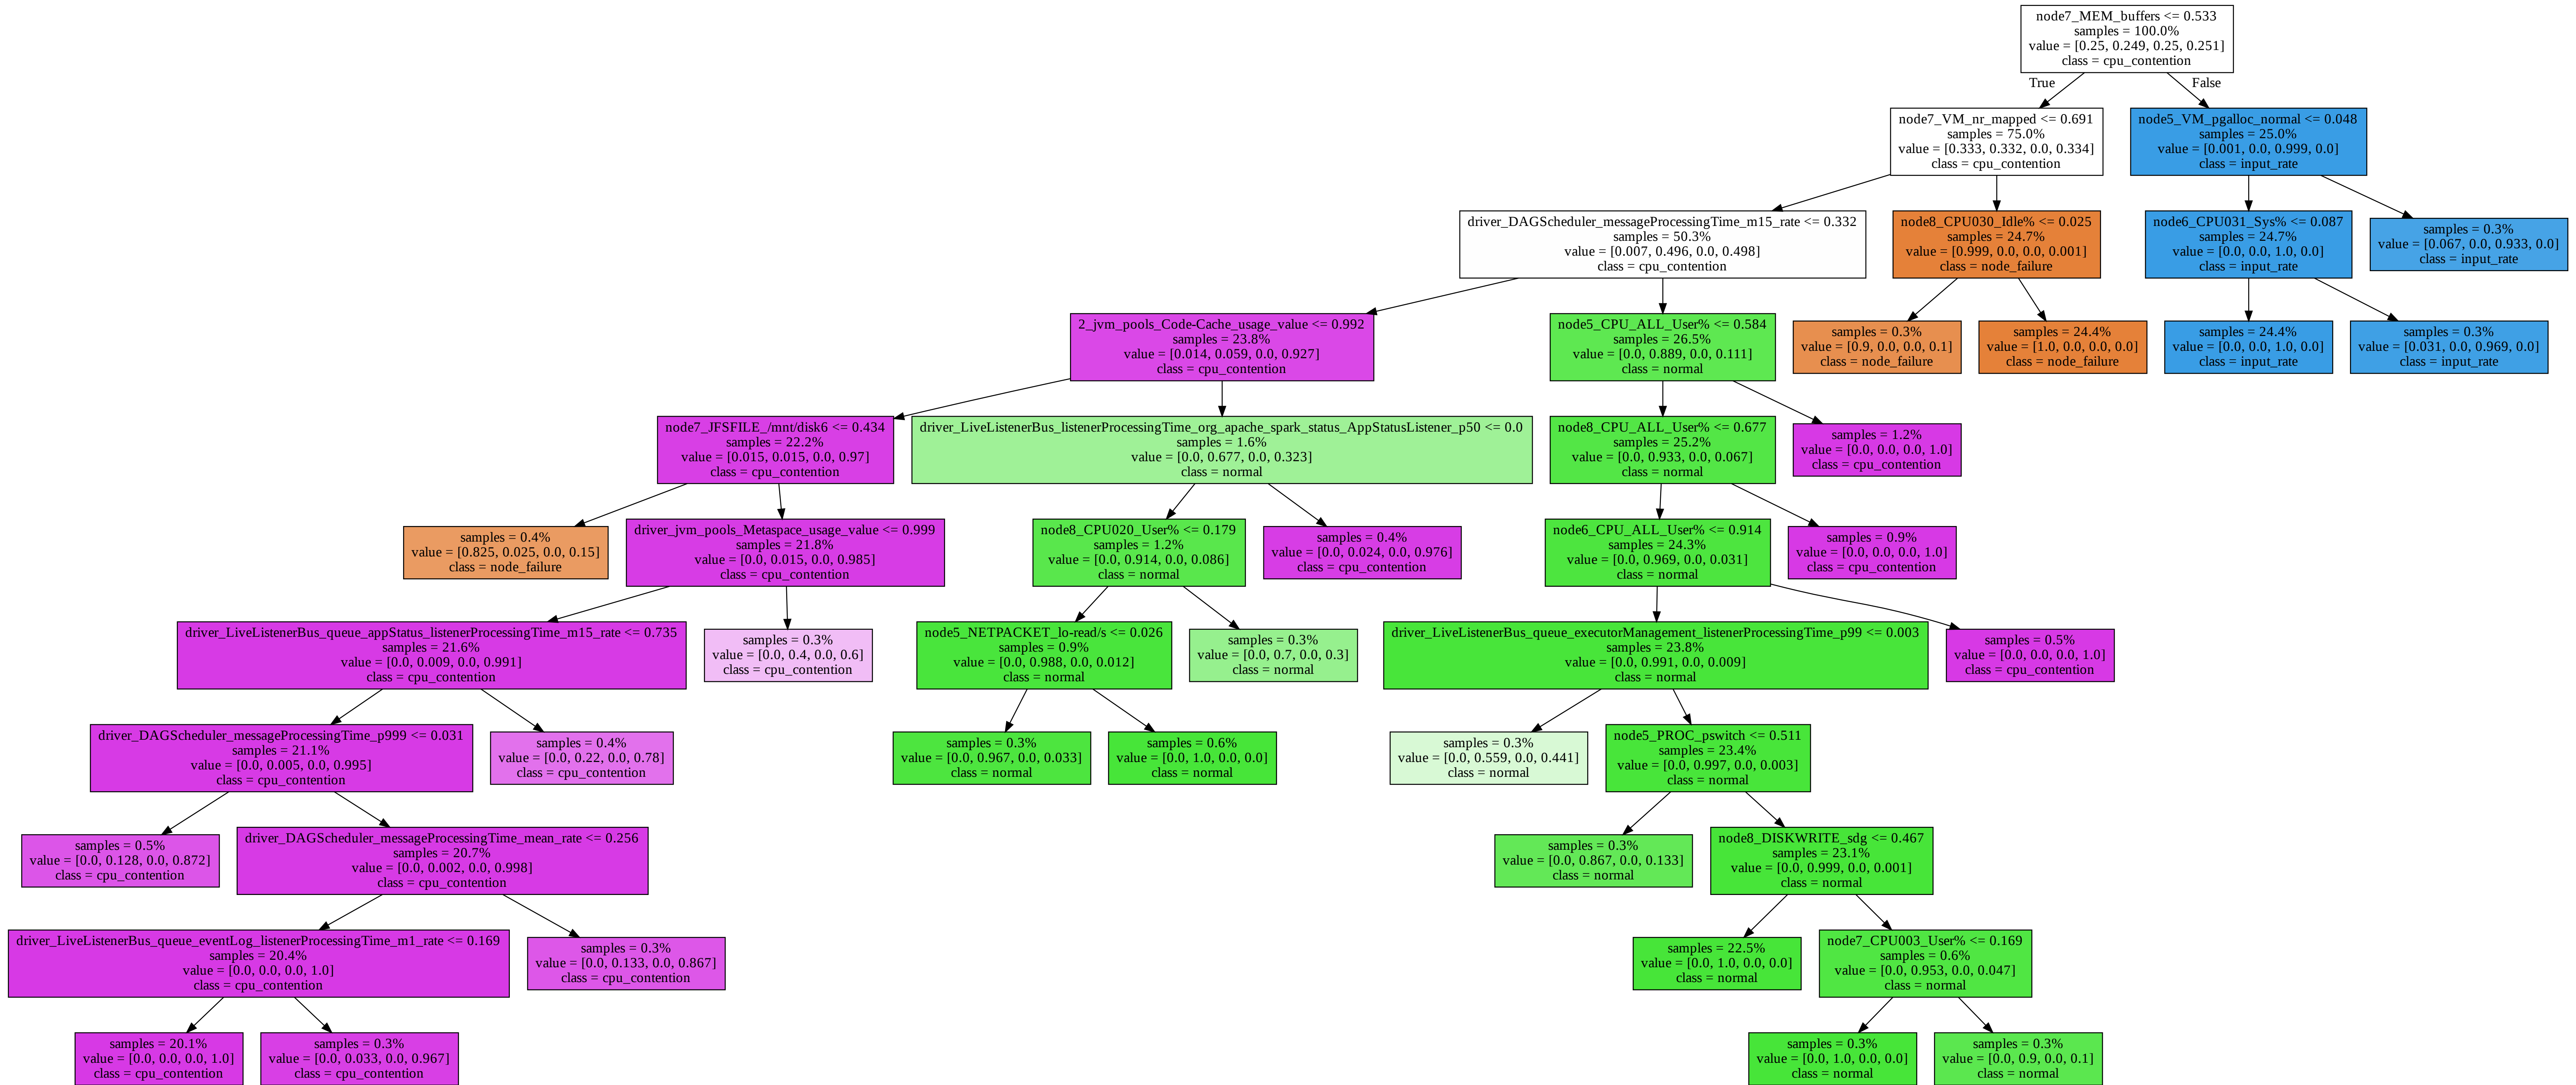 node7_MEM_buffers <= 0.533
samples = 100.0%
value = [0.25, 0.249, 0.25, 0.251]
class = cpu_contention
True
False
node7_VM_nr_mapped <= 0.691
samples = 75.0%
value = [0.333, 0.332, 0.0, 0.334]
class = cpu_contention
node5_VM_pgalloc_normal <= 0.048
samples = 25.0%
value = [0.001, 0.0, 0.999, 0.0]
class = input_rate
driver_DAGScheduler_messageProcessingTime_m15_rate <= 0.332
samples = 50.3%
value = [0.007, 0.496, 0.0, 0.498]
class = cpu_contention
node8_CPU030_Idle% <= 0.025
samples = 24.7%
value = [0.999, 0.0, 0.0, 0.001]
class = node_failure
node6_CPU031_Sys% <= 0.087
samples = 24.7%
value = [0.0, 0.0, 1.0, 0.0]
class = input_rate
samples = 0.3%
value = [0.067, 0.0, 0.933, 0.0]
class = input_rate
2_jvm_pools_Code-Cache_usage_value <= 0.992
samples = 23.8%
value = [0.014, 0.059, 0.0, 0.927]
class = cpu_contention
node5_CPU_ALL_User% <= 0.584
samples = 26.5%
value = [0.0, 0.889, 0.0, 0.111]
class = normal
samples = 0.3%
value = [0.9, 0.0, 0.0, 0.1]
class = node_failure
samples = 24.4%
value = [1.0, 0.0, 0.0, 0.0]
class = node_failure
samples = 24.4%
value = [0.0, 0.0, 1.0, 0.0]
class = input_rate
samples = 0.3%
value = [0.031, 0.0, 0.969, 0.0]
class = input_rate
node7_JFSFILE_/mnt/disk6 <= 0.434
samples = 22.2%
value = [0.015, 0.015, 0.0, 0.97]
class = cpu_contention
driver_LiveListenerBus_listenerProcessingTime_org_apache_spark_status_AppStatusListener_p50 <= 0.0
samples = 1.6%
value = [0.0, 0.677, 0.0, 0.323]
class = normal
node8_CPU_ALL_User% <= 0.677
samples = 25.2%
value = [0.0, 0.933, 0.0, 0.067]
class = normal
samples = 1.2%
value = [0.0, 0.0, 0.0, 1.0]
class = cpu_contention
samples = 0.4%
value = [0.825, 0.025, 0.0, 0.15]
class = node_failure
driver_jvm_pools_Metaspace_usage_value <= 0.999
samples = 21.8%
value = [0.0, 0.015, 0.0, 0.985]
class = cpu_contention
node8_CPU020_User% <= 0.179
samples = 1.2%
value = [0.0, 0.914, 0.0, 0.086]
class = normal
samples = 0.4%
value = [0.0, 0.024, 0.0, 0.976]
class = cpu_contention
node6_CPU_ALL_User% <= 0.914
samples = 24.3%
value = [0.0, 0.969, 0.0, 0.031]
class = normal
samples = 0.9%
value = [0.0, 0.0, 0.0, 1.0]
class = cpu_contention
driver_LiveListenerBus_queue_appStatus_listenerProcessingTime_m15_rate <= 0.735
samples = 21.6%
value = [0.0, 0.009, 0.0, 0.991]
class = cpu_contention
samples = 0.3%
value = [0.0, 0.4, 0.0, 0.6]
class = cpu_contention
node5_NETPACKET_lo-read/s <= 0.026
samples = 0.9%
value = [0.0, 0.988, 0.0, 0.012]
class = normal
samples = 0.3%
value = [0.0, 0.7, 0.0, 0.3]
class = normal
driver_LiveListenerBus_queue_executorManagement_listenerProcessingTime_p99 <= 0.003
samples = 23.8%
value = [0.0, 0.991, 0.0, 0.009]
class = normal
samples = 0.5%
value = [0.0, 0.0, 0.0, 1.0]
class = cpu_contention
driver_DAGScheduler_messageProcessingTime_p999 <= 0.031
samples = 21.1%
value = [0.0, 0.005, 0.0, 0.995]
class = cpu_contention
samples = 0.4%
value = [0.0, 0.22, 0.0, 0.78]
class = cpu_contention
samples = 0.3%
value = [0.0, 0.967, 0.0, 0.033]
class = normal
samples = 0.6%
value = [0.0, 1.0, 0.0, 0.0]
class = normal
samples = 0.3%
value = [0.0, 0.559, 0.0, 0.441]
class = normal
node5_PROC_pswitch <= 0.511
samples = 23.4%
value = [0.0, 0.997, 0.0, 0.003]
class = normal
samples = 0.5%
value = [0.0, 0.128, 0.0, 0.872]
class = cpu_contention
driver_DAGScheduler_messageProcessingTime_mean_rate <= 0.256
samples = 20.7%
value = [0.0, 0.002, 0.0, 0.998]
class = cpu_contention
samples = 0.3%
value = [0.0, 0.867, 0.0, 0.133]
class = normal
node8_DISKWRITE_sdg <= 0.467
samples = 23.1%
value = [0.0, 0.999, 0.0, 0.001]
class = normal
driver_LiveListenerBus_queue_eventLog_listenerProcessingTime_m1_rate <= 0.169
samples = 20.4%
value = [0.0, 0.0, 0.0, 1.0]
class = cpu_contention
samples = 0.3%
value = [0.0, 0.133, 0.0, 0.867]
class = cpu_contention
samples = 22.5%
value = [0.0, 1.0, 0.0, 0.0]
class = normal
node7_CPU003_User% <= 0.169
samples = 0.6%
value = [0.0, 0.953, 0.0, 0.047]
class = normal
samples = 20.1%
value = [0.0, 0.0, 0.0, 1.0]
class = cpu_contention
samples = 0.3%
value = [0.0, 0.033, 0.0, 0.967]
class = cpu_contention
samples = 0.3%
value = [0.0, 1.0, 0.0, 0.0]
class = normal
samples = 0.3%
value = [0.0, 0.9, 0.0, 0.1]
class = normal